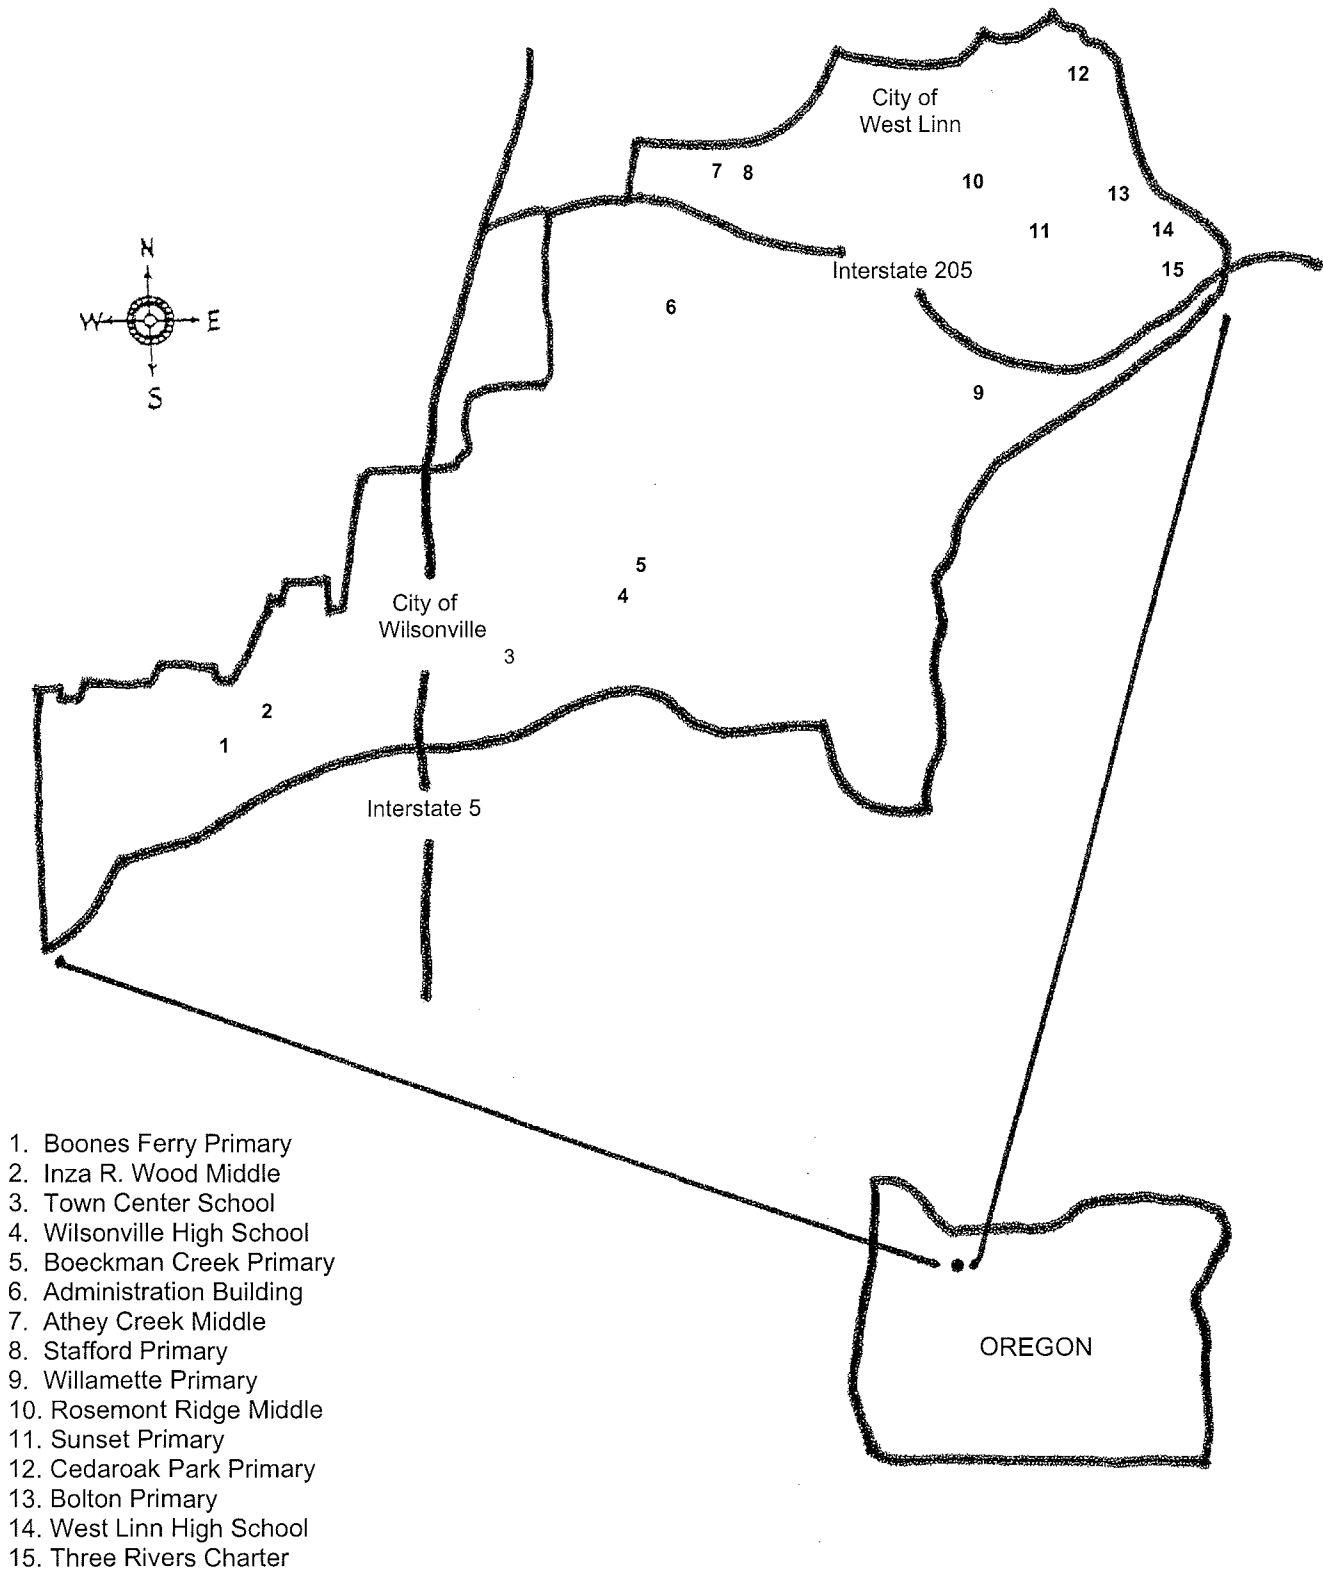 12
City of
West Linn
7 8
10
13
11
14
N
Interstate 205
15
W
E
6
S
9
5
City of
4
Wilsonville
3
2
1
Interstate 5
1. Boones Ferry Primary
2. Inza R. Wood Middle
3. Town Center School
4. Wilsonville High School
5. Boeckman Creek Primary
6. Administration Building
7. Athey Creek Middle
8. Stafford Primary
9. Willamette Primary
10. Rosemont Ridge Middle
11. Sunset Primary
12. Cedaroak Park Primary
13. Bolton Primary
14. West Linn High School
15. Three Rivers Charter
OREGON